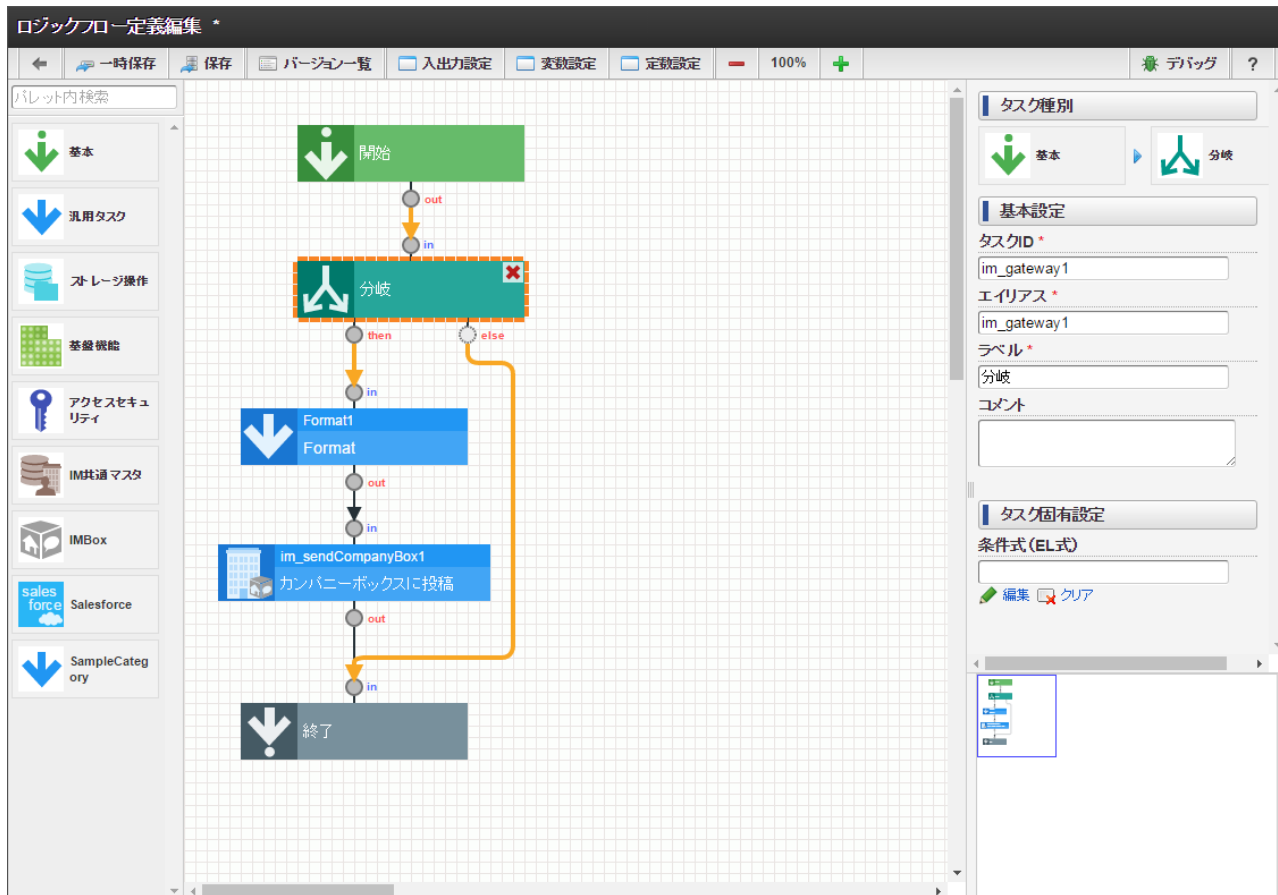 ロジックフロー定義編集 *
一時保存 保存 バージョン一覧 入出力設定 変数設定 定数設定 100% デバッグ ?
パレット内検索
基本
汎用タスク
ストレージ操作
基盤機能
アクセスセキュ
リティ
IM共通マスタ
IMBox
sales
force
Salesforce
SampleCateg
ory
開始
out
in
分岐
then
else
in
Format1
Format
out
in
im_sendCompanyBox1
カンパニーボックスに投稿
out
in
終了
タスク種別
基本
分岐
基本設定
タスクID *
im_gateway1
エイリアス *
im_gateway1
ラベル *
分岐
コメント
タスク固有設定
条件式(EL式)
編集 クリア